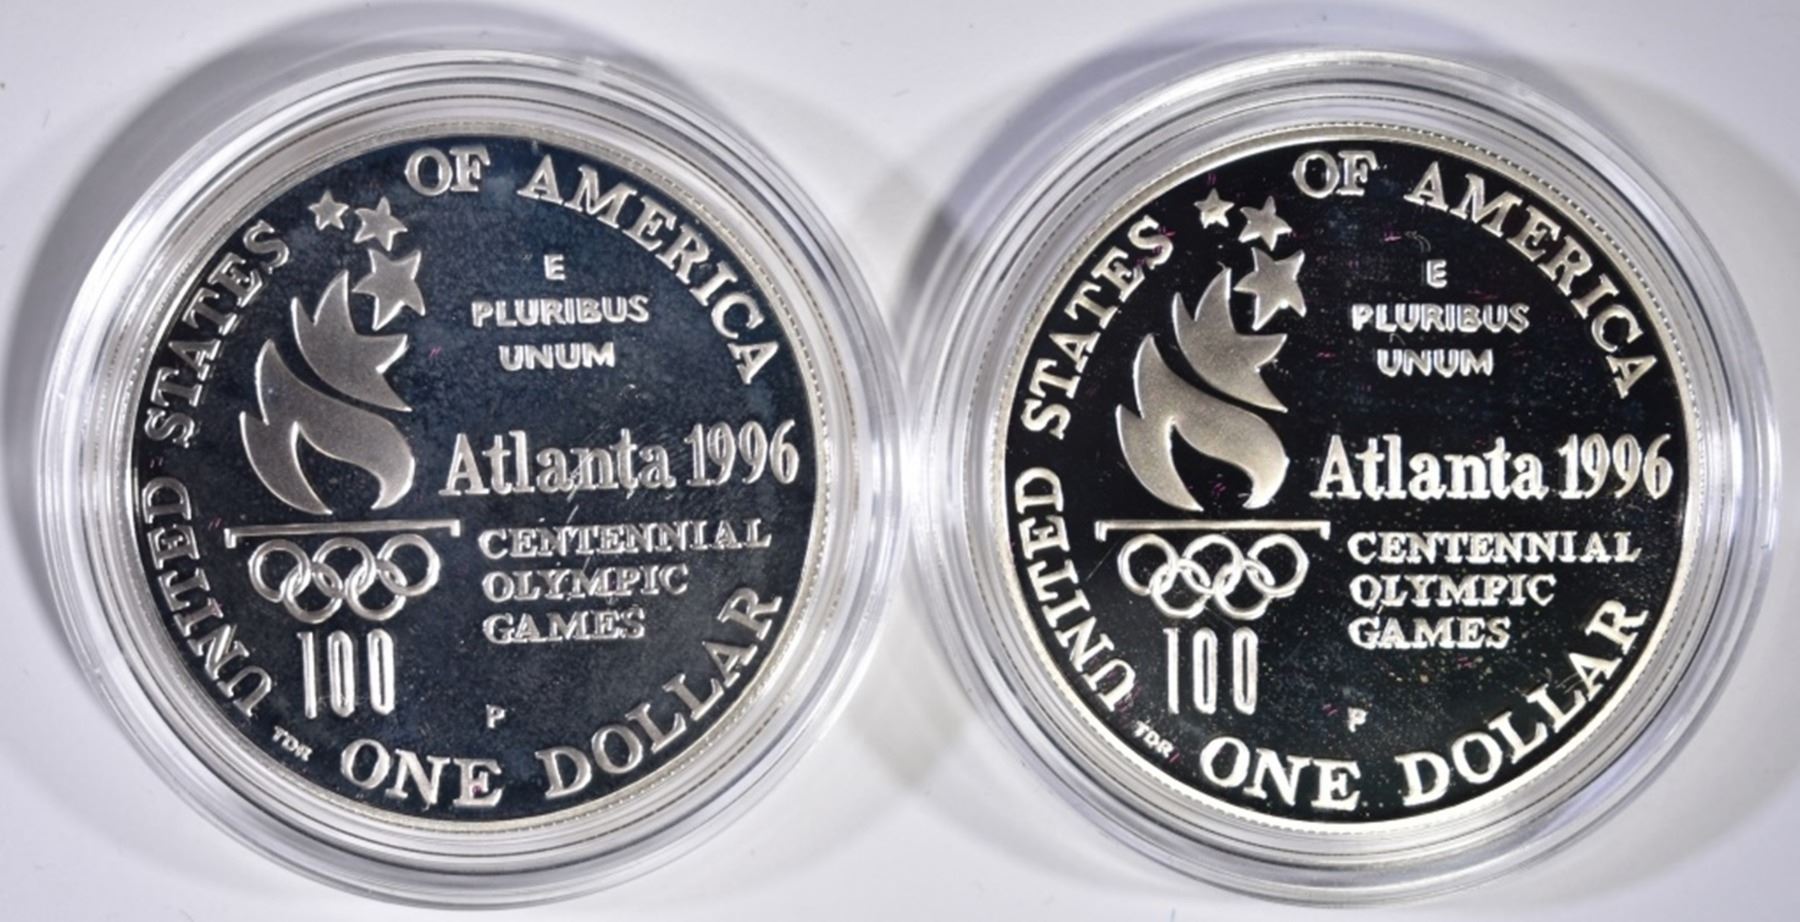 UNITED STATES OF AMERICA
E
PLURIBUS
UNUM
Atlanta 1996
CENTENNIAL
OLYMPIC
GAMES
100
P
TDR
ONE DOLLAR
UNITED STATES OF AMERICA
E
PLURIBUS
UNUM
Atlanta 1996
CENTENNIAL
OLYMPIC
GAMES
100
P
TDR
ONE DOLLAR